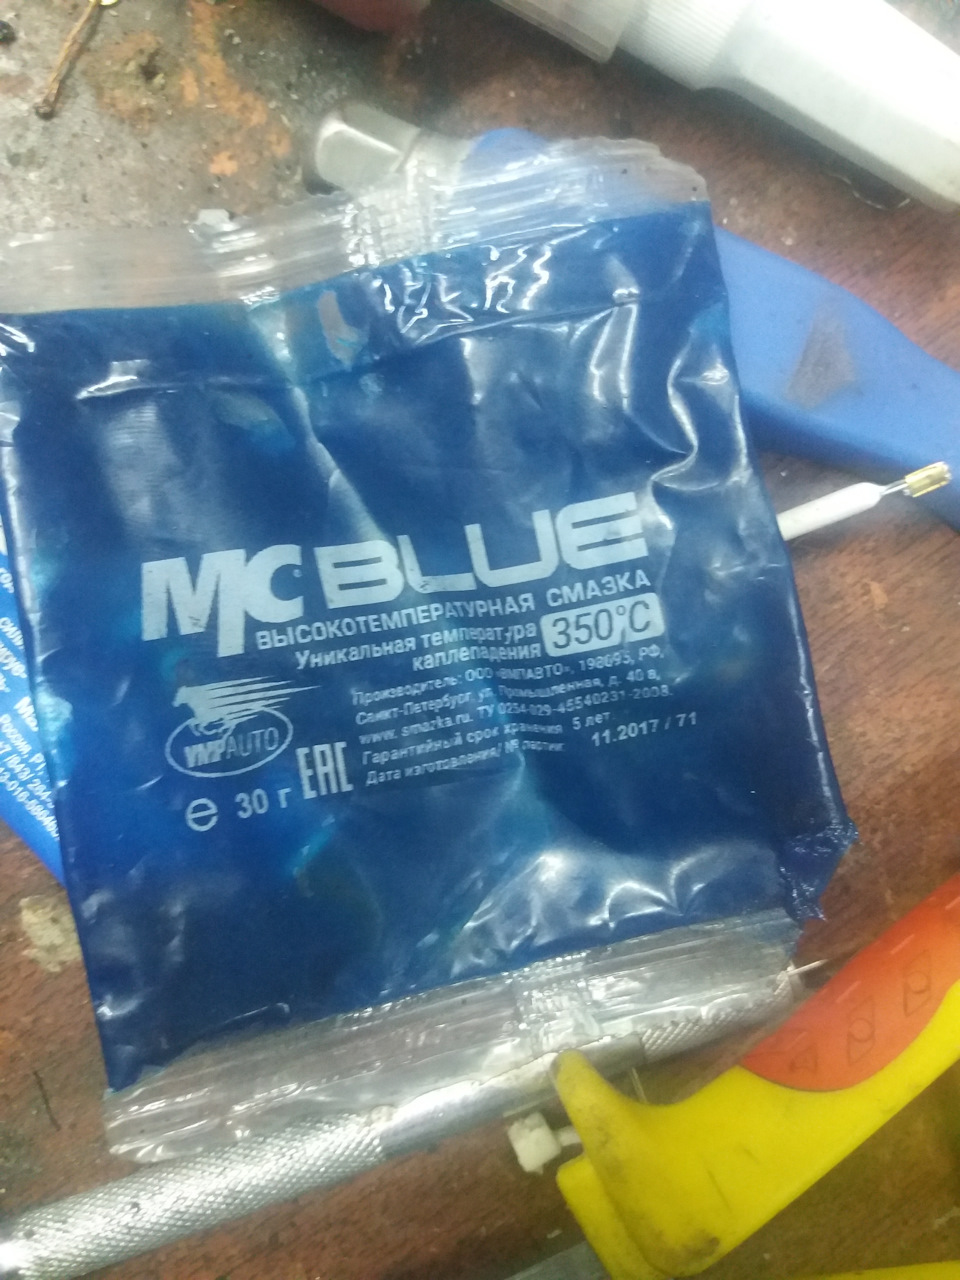 MC BLUE
ВЫСОКОТЕМПЕРАТУРНАЯ СМАЗКА
Уникальная температура
каплепадения
350°C
Производитель: ООО «ВМПАВТО», 198095, РФ,
Санкт-Петербург, ул. Промышленная, д. 40 а,
www. smazka.ru. ТУ 0254-029-45540231-2008.
Гарантийный срок хранения 5 лет
Дата изготовления/ № партии: 11.2017 / 71
VMPAUTO
EAC
e 30 г